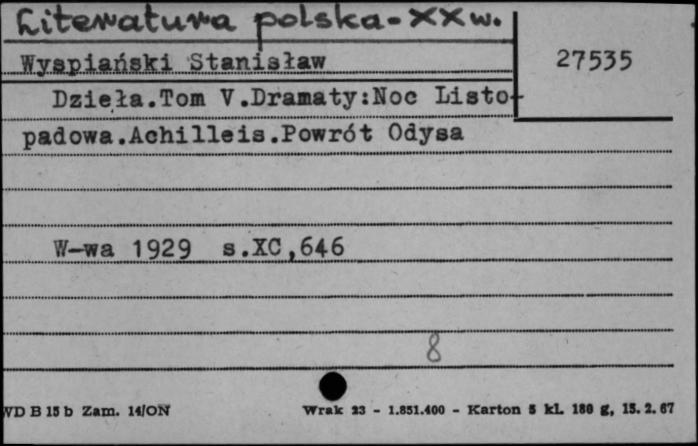 Literatura polska - XX w.
Wyspiański Stanisław
27535
Dzieła.Tom V.Dramaty:Noc Listo-
padowa.Achilleis.Powrót Odysa
W-wa 1929 s.XC,646
8
WD B 15 b Zam. 14/ON
Wrak 23 - 1.851.400 - Karton 5 kl. 180 g, 15. 2. 67